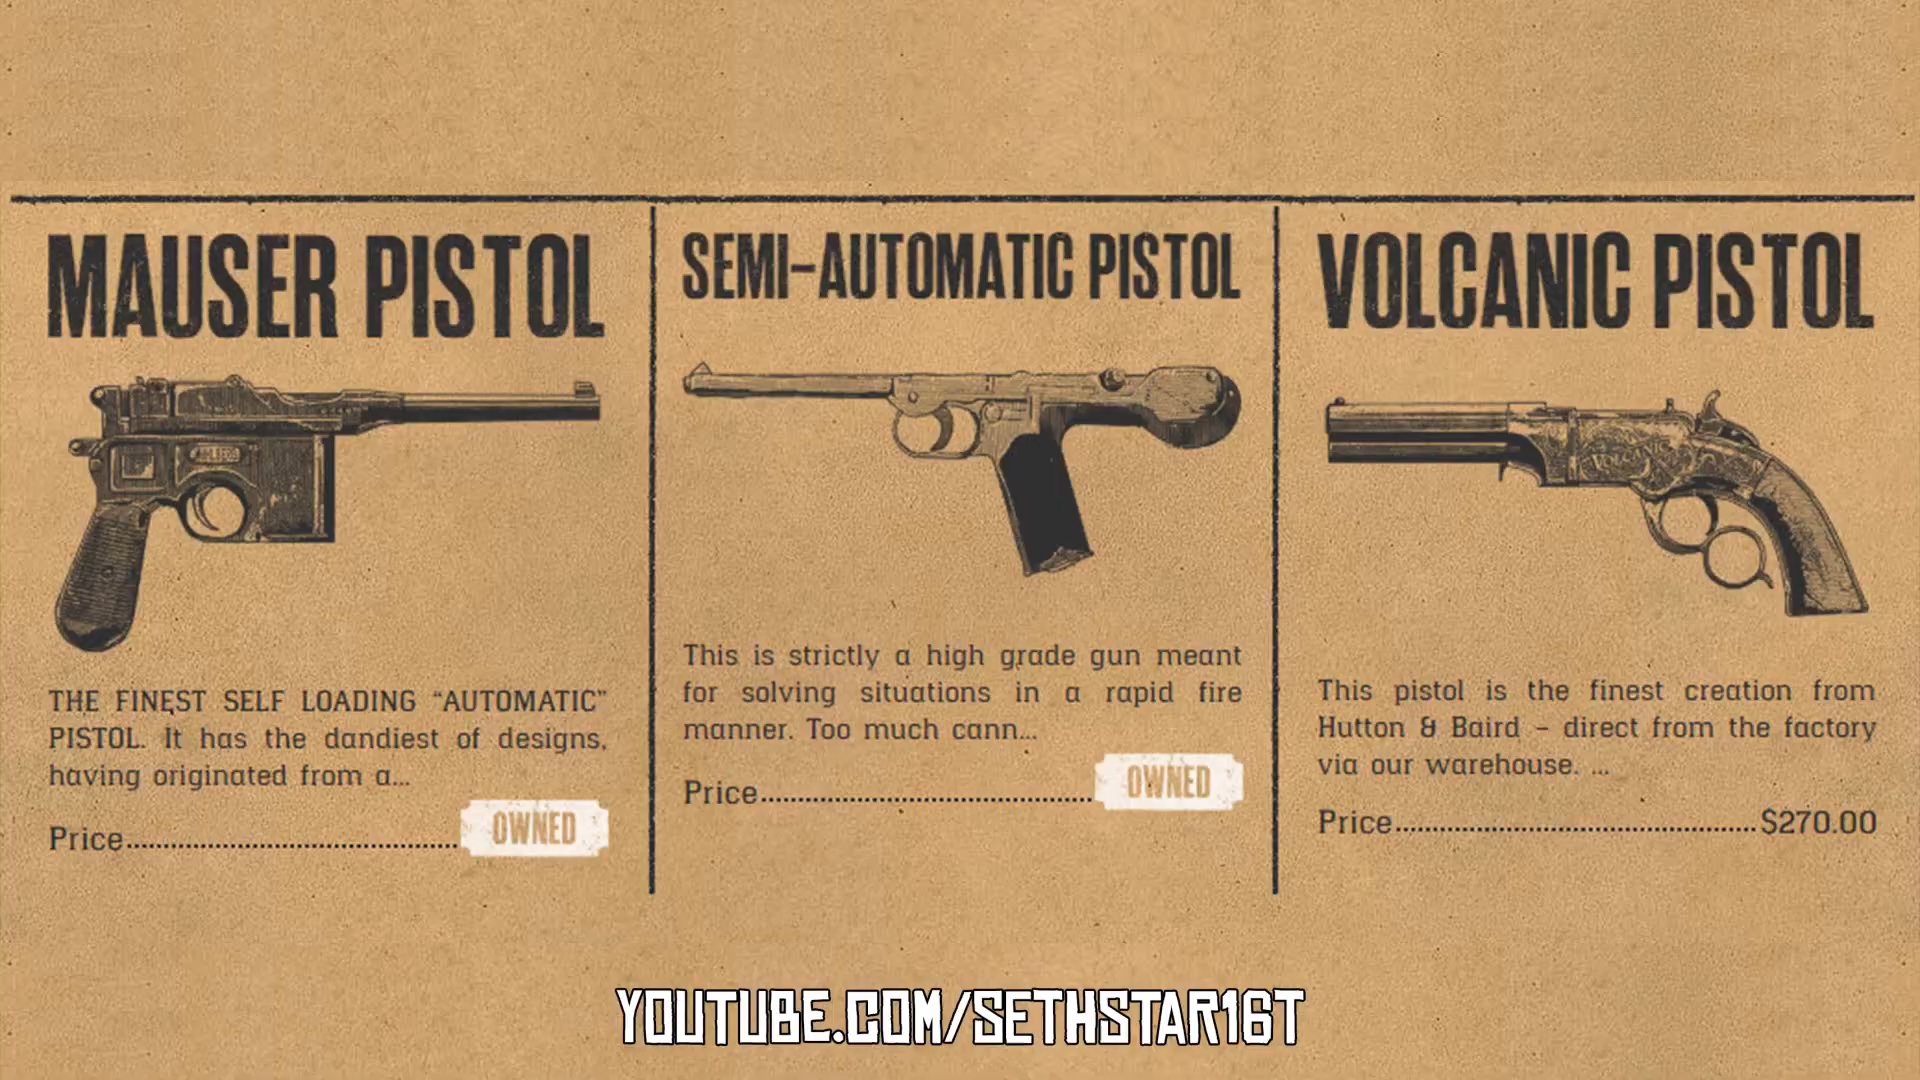 MAUSER PISTOL
THE FINEST SELF LOADING “AUTOMATIC”
PISTOL. It has the dandiest of designs,
having originated from a...
Price............................................ OWNED
SEMI-AUTOMATIC PISTOL
This is strictly a high grade gun meant
for solving situations in a rapid fire
manner. Too much cann...
Price............................................ OWNED
VOLCANIC PISTOL
VOLCANIC
This pistol is the finest creation from
Hutton & Baird – direct from the factory
via our warehouse. ...
Price................................................$270.00
YOUTUBE.COM/SETHSTAR16T